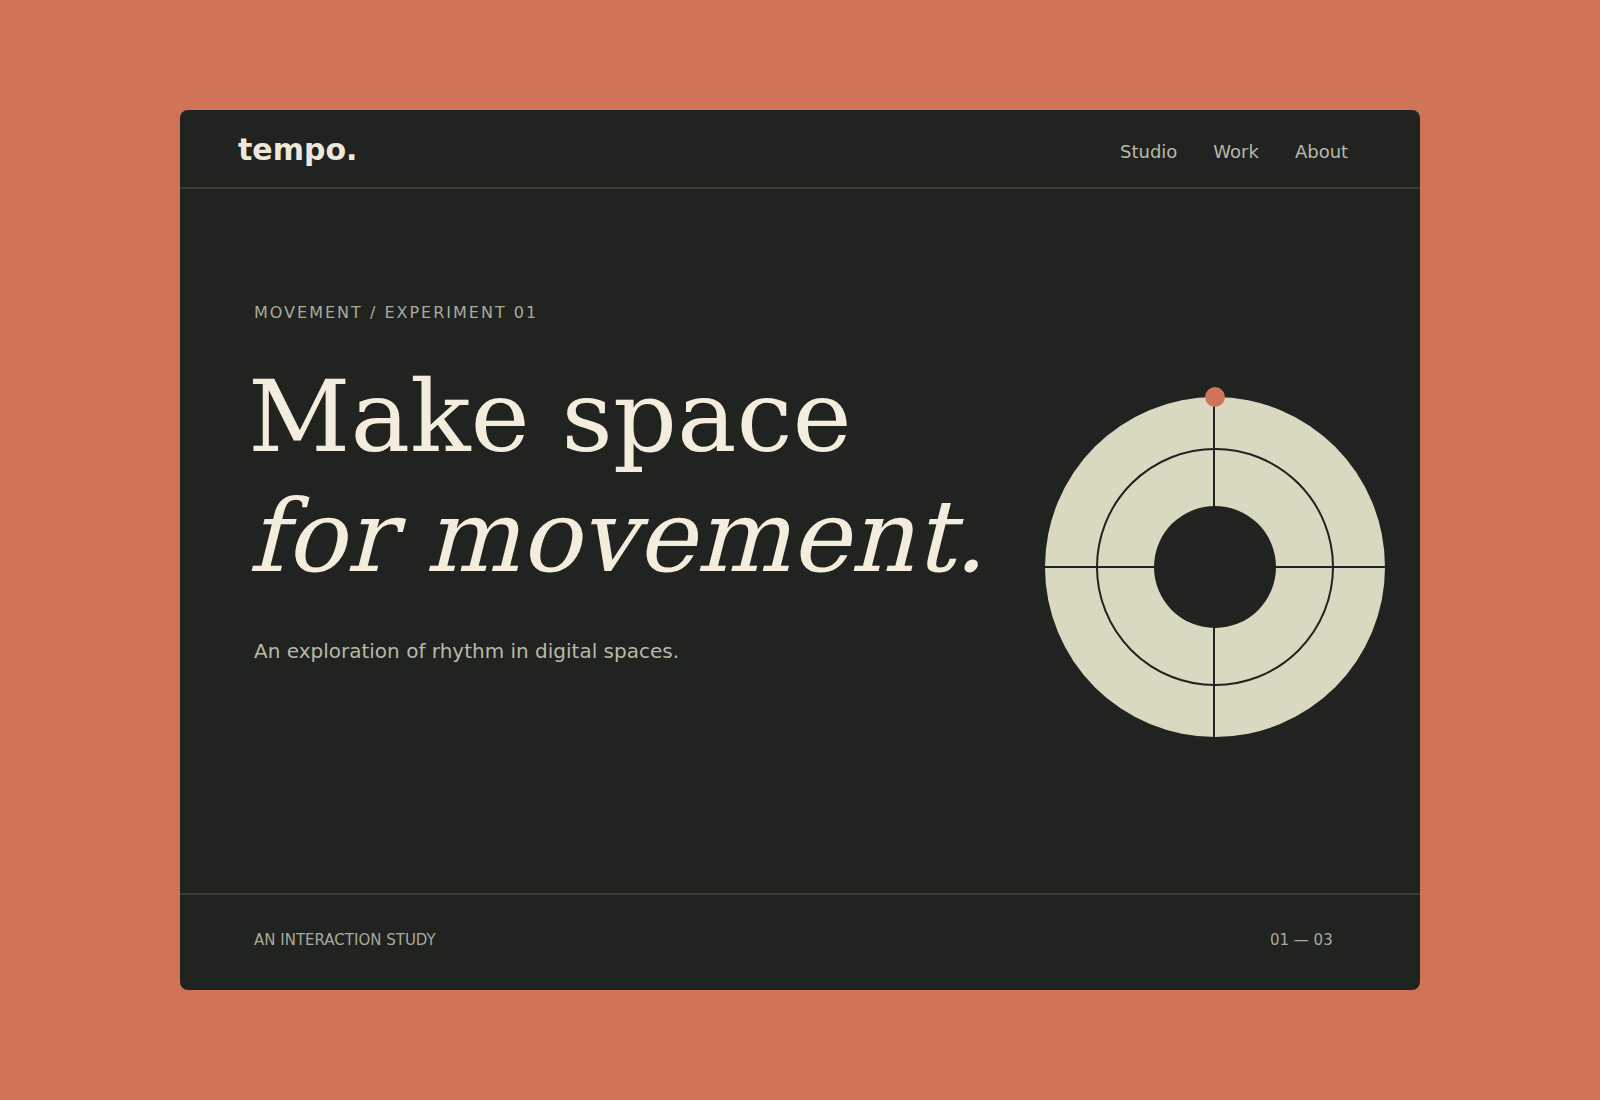 tempo.
Studio Work About
MOVEMENT / EXPERIMENT 01
Make space
for movement.
An exploration of rhythm in digital spaces.
AN INTERACTION STUDY
01 — 03